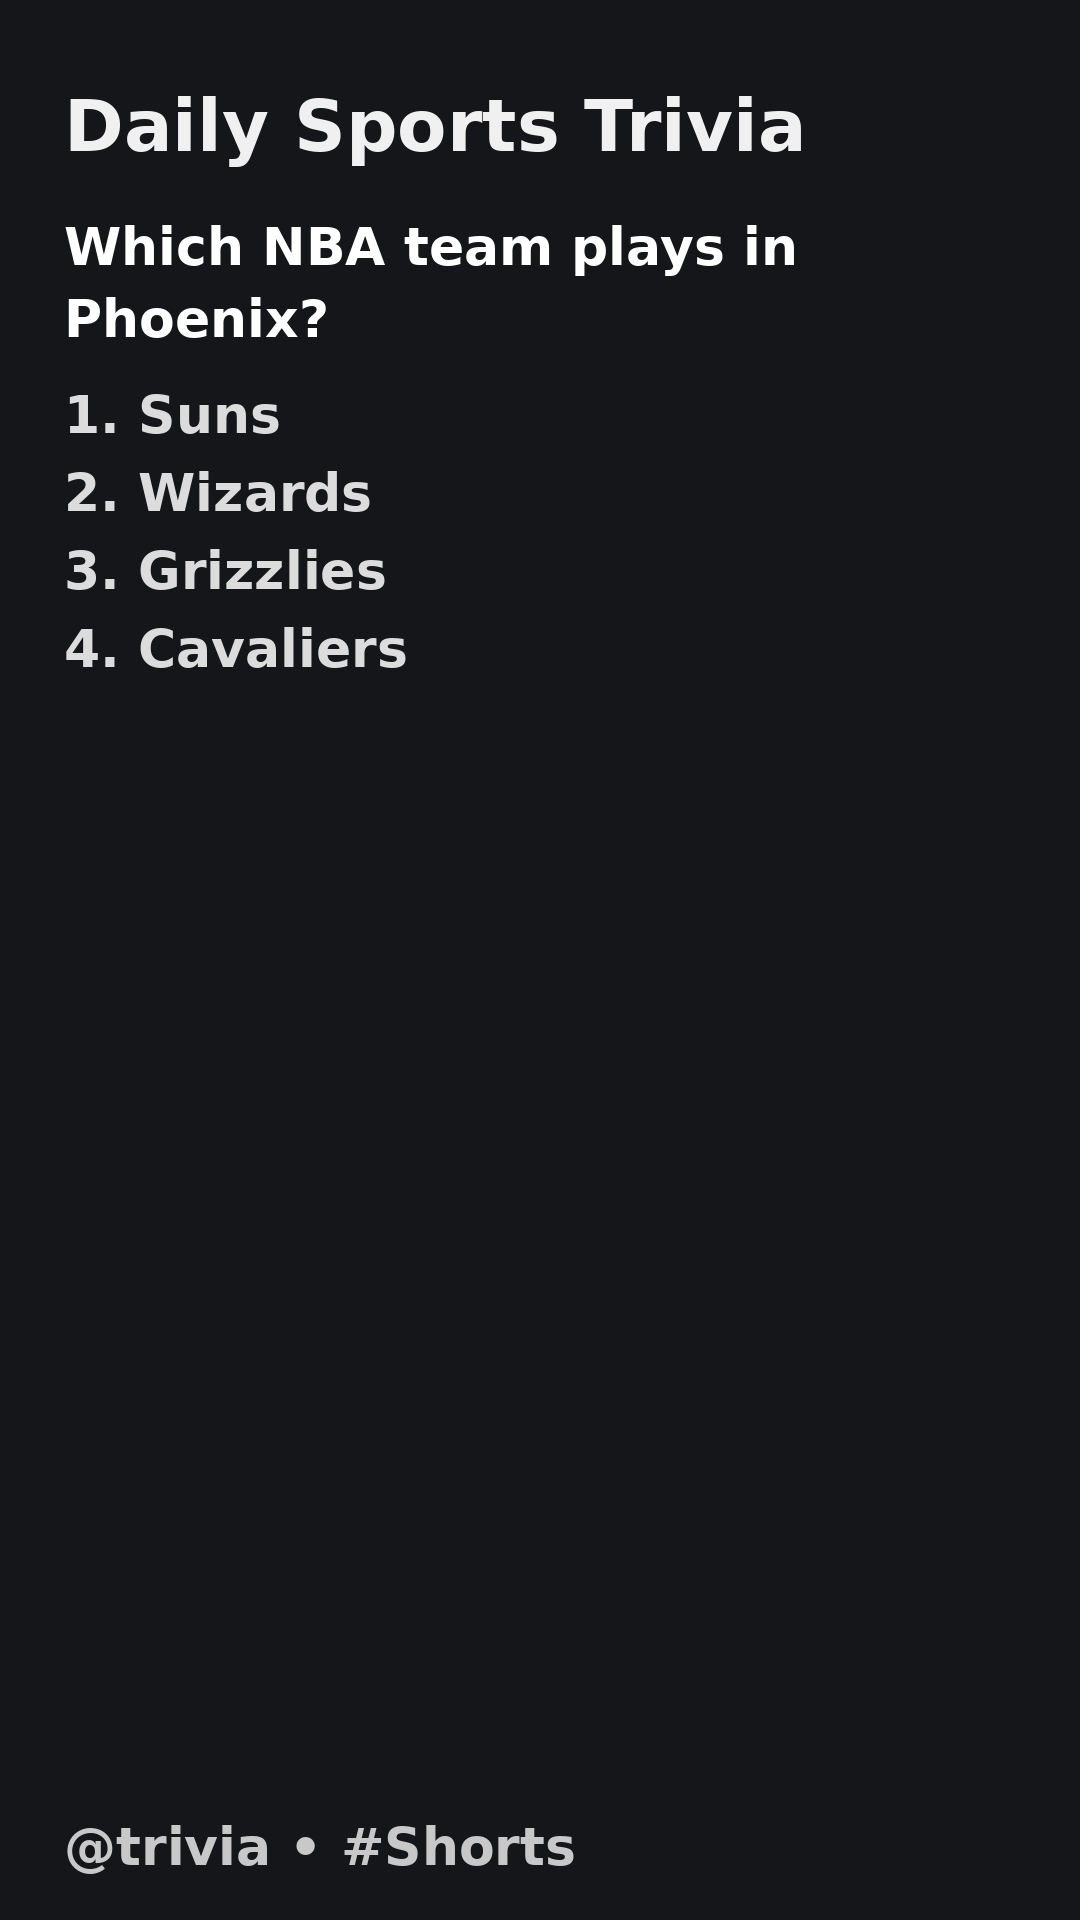 Daily Sports Trivia
Which NBA team plays in
Phoenix?
1. Suns
2. Wizards
3. Grizzlies
4. Cavaliers
@trivia • #Shorts